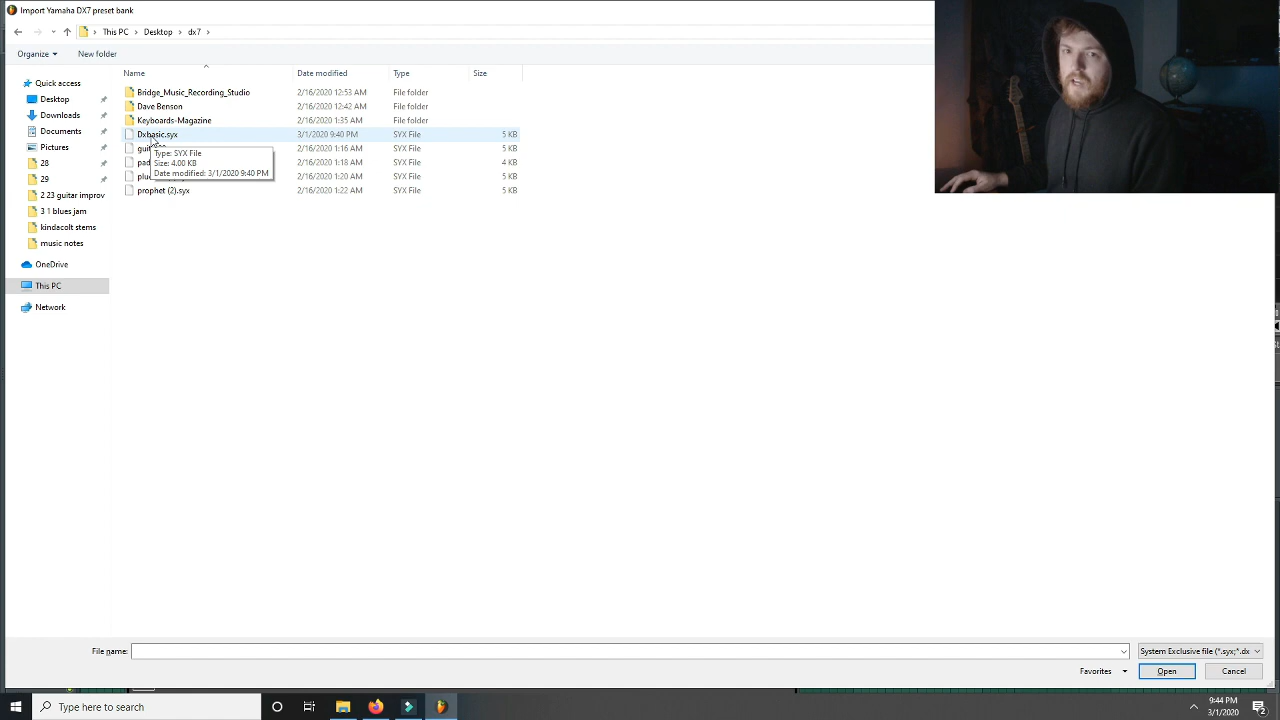 Import Yamaha DX7 preset bank
This PC > Desktop > dx7 >
Organize New folder
Name Date modified Type Size
Quick access
Desktop
Downloads
Documents
Pictures
28
29
2 23 guitar improv
3 1 blues jam
kindacolt stems
music notes
OneDrive
This PC
Network
Bridge_Music_Recording_Studio 2/16/2020 12:53 AM File folder
Dave Benson 2/16/2020 12:42 AM File folder
Keyboards-Magazine 2/16/2020 1:35 AM File folder
Dxbasic.syx 3/1/2020 9:40 PM SYX File 5 KB
2/16/2020 1:16 AM SYX File 5 KB
2/16/2020 1:18 AM SYX File 4 KB
2/16/2020 1:20 AM SYX File 5 KB
prophet (2).syx 2/16/2020 1:22 AM SYX File 5 KB
Type: SYX File
Size: 4.00 KB
Date modified: 3/1/2020 9:40 PM
File name: System Exclusive file (*.syx;*.dx
Favorites Open Cancel
Type here to search
9:44 PM
3/1/2020
2